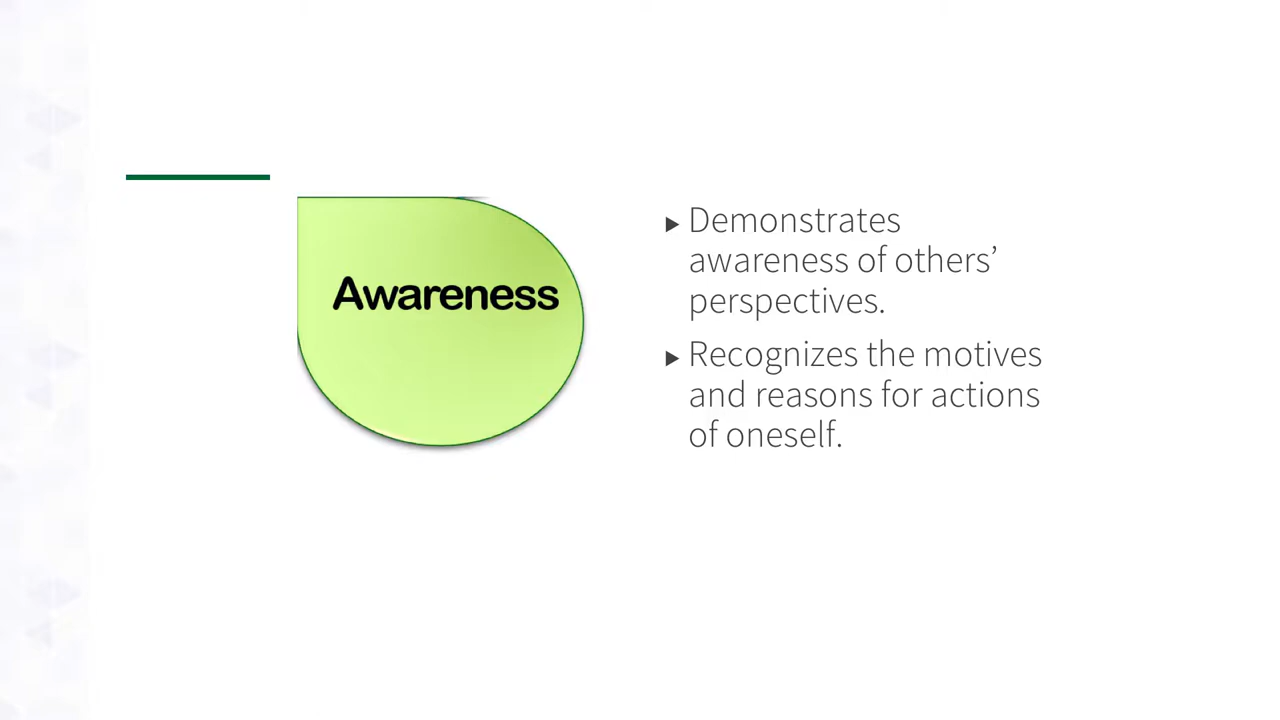 Awareness
Demonstrates
awareness of others’
perspectives.
Recognizes the motives
and reasons for actions
of oneself.